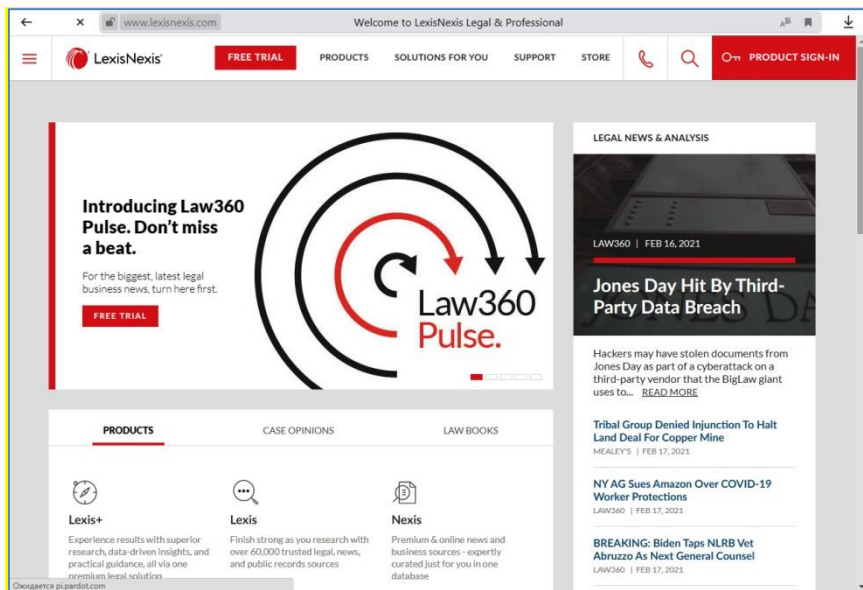 www.lexisnexis.com
Welcome to LexisNexis Legal & Professional
LexisNexis®
FREE TRIAL
PRODUCTS
SOLUTIONS FOR YOU
SUPPORT
STORE
PRODUCT SIGN-IN
Introducing Law360
Pulse. Don't miss
a beat.
For the biggest, latest legal
business news, turn here first.
FREE TRIAL
Law360
Pulse.
PRODUCTS
CASE OPINIONS
LAW BOOKS
Lexis+
Experience results with superior
research, data-driven insights, and
practical guidance, all via one
premium legal solution
Lexis
Finish strong as you research with
over 60,000 trusted legal, news,
and public records sources
Nexis
Premium & online news and
business sources - expertly
curated just for you in one
database
LEGAL NEWS & ANALYSIS
LAW360 | FEB 16, 2021
Jones Day Hit By Third-
Party Data Breach
JONES DA
Hackers may have stolen documents from
Jones Day as part of a cyberattack on a
third-party vendor that the BigLaw giant
uses to... READ MORE
Tribal Group Denied Injunction To Halt
Land Deal For Copper Mine
MEALEY'S | FEB 17, 2021
NY AG Sues Amazon Over COVID-19
Worker Protections
LAW360 | FEB 17, 2021
BREAKING: Biden Taps NLRB Vet
Abruzzo As Next General Counsel
LAW360 | FEB 17, 2021
Ожидается pi.pardot.com